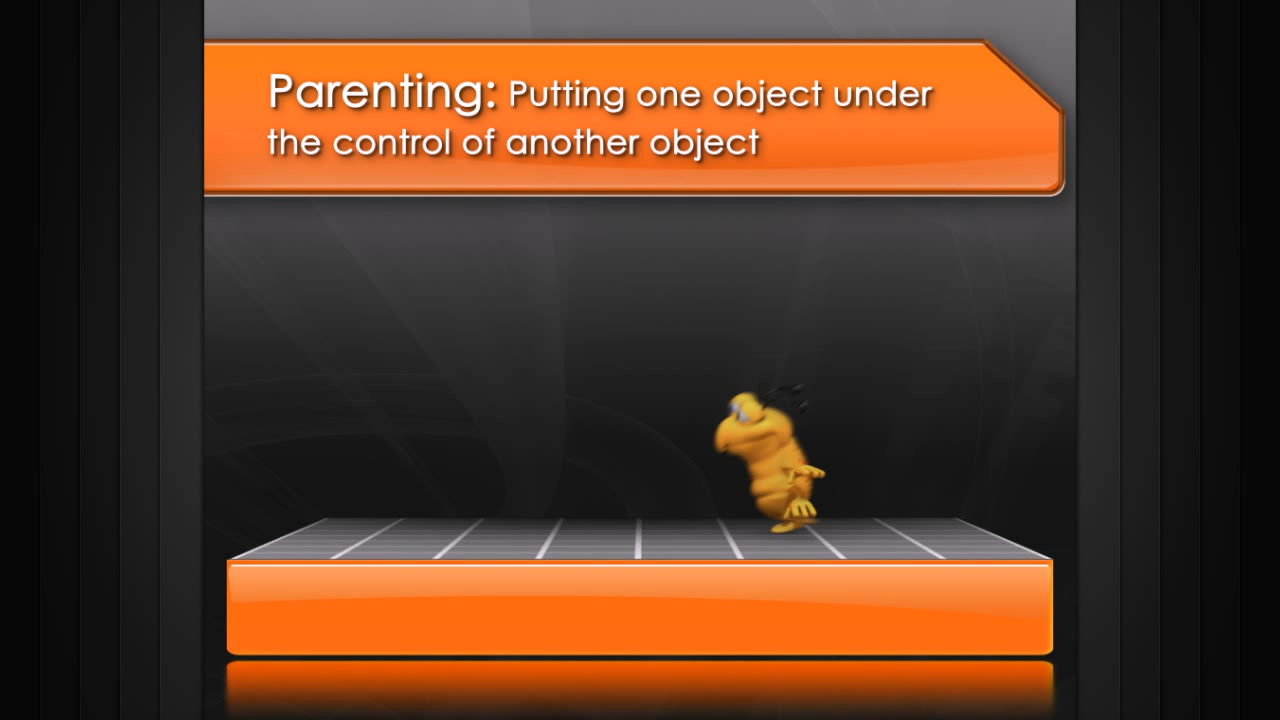 Parenting: Putting one object under
the control of another object